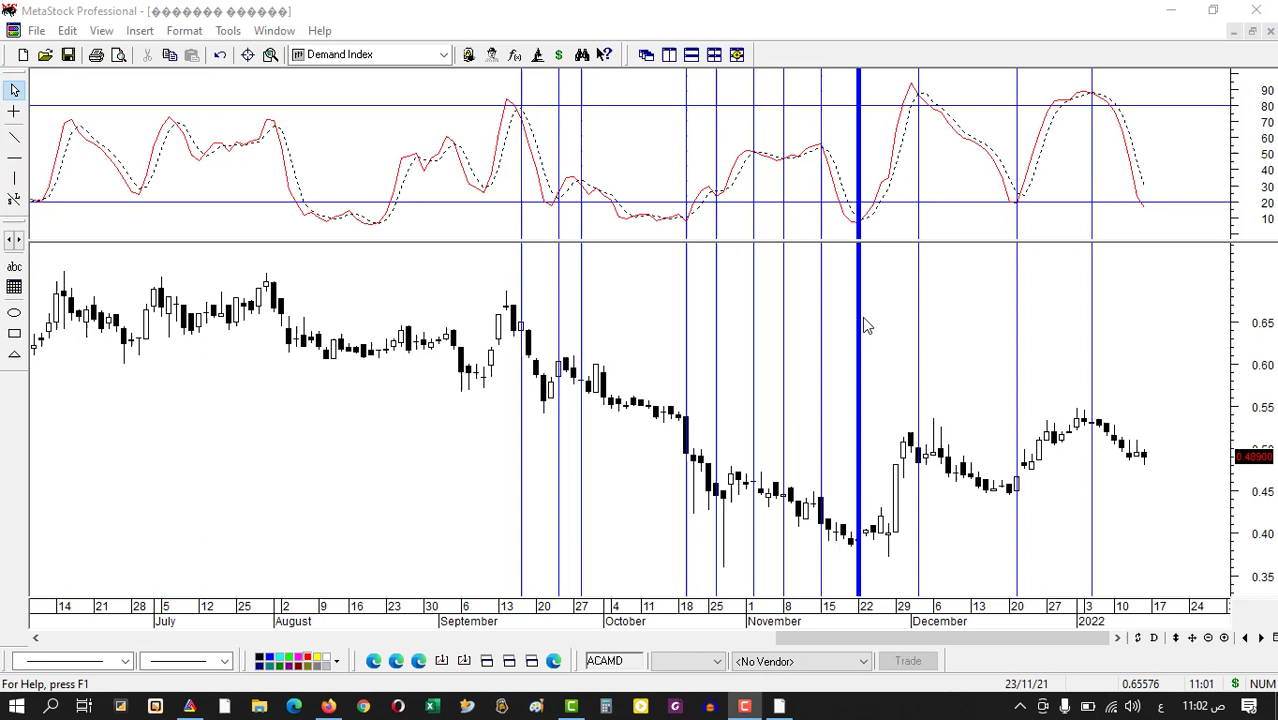 MetaStock Professional - [������� ������]
File Edit View Insert Format Tools Window Help
Demand Index
90
80
70
60
50
40
30
20
10
abc
0.65
0.60
0.55
0.48900
0.45
0.40
0.35
14 21 28 5 12 25 2 9 16 23 30 6 13 20 27 4 11 18 25 1 8 15 22 29 6 13 20 27 3 10 17 24
July August September October November December 2022
D
ACAMD <No Vendor> Trade
For Help, press F1 23/11/21 0.65576 11:01 $ NUM
ع 11:02 ص